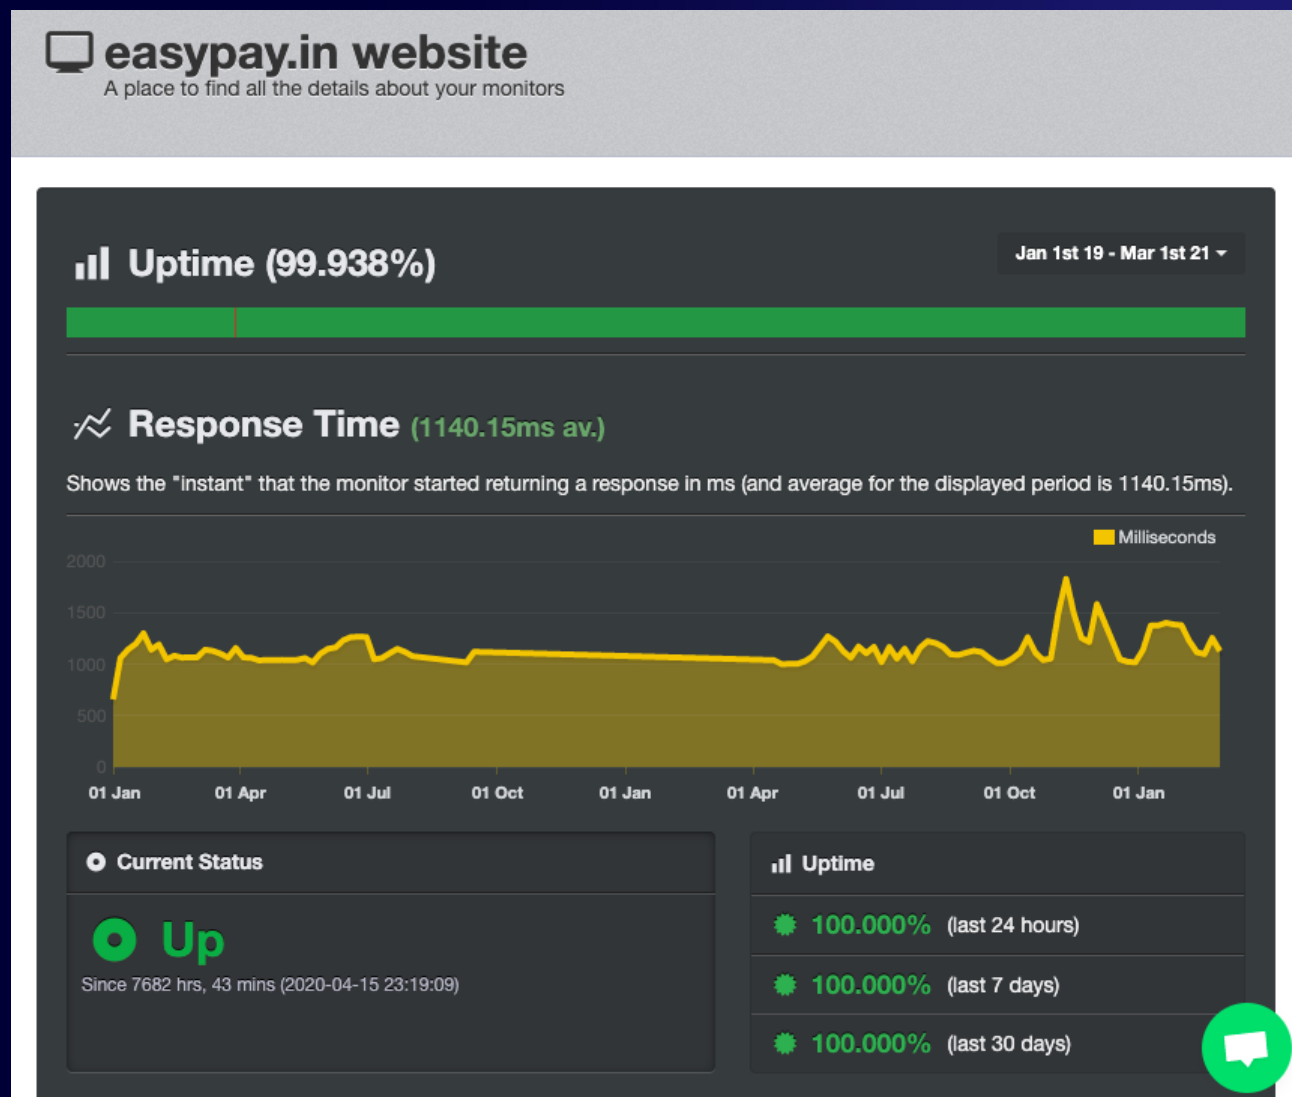 easypay.in website
A place to find all the details about your monitors
Uptime (99.938%)
Jan 1st 19 - Mar 1st 21
Response Time (1140.15ms av.)
Shows the "instant" that the monitor started returning a response in ms (and average for the displayed period is 1140.15ms).
Milliseconds
2000
1500
1000
500
0
01 Jan 01 Apr 01 Jul 01 Oct 01 Jan 01 Apr 01 Jul 01 Oct 01 Jan
Current Status
Up
Since 7682 hrs, 43 mins (2020-04-15 23:19:09)
Uptime
100.000% (last 24 hours)
100.000% (last 7 days)
100.000% (last 30 days)